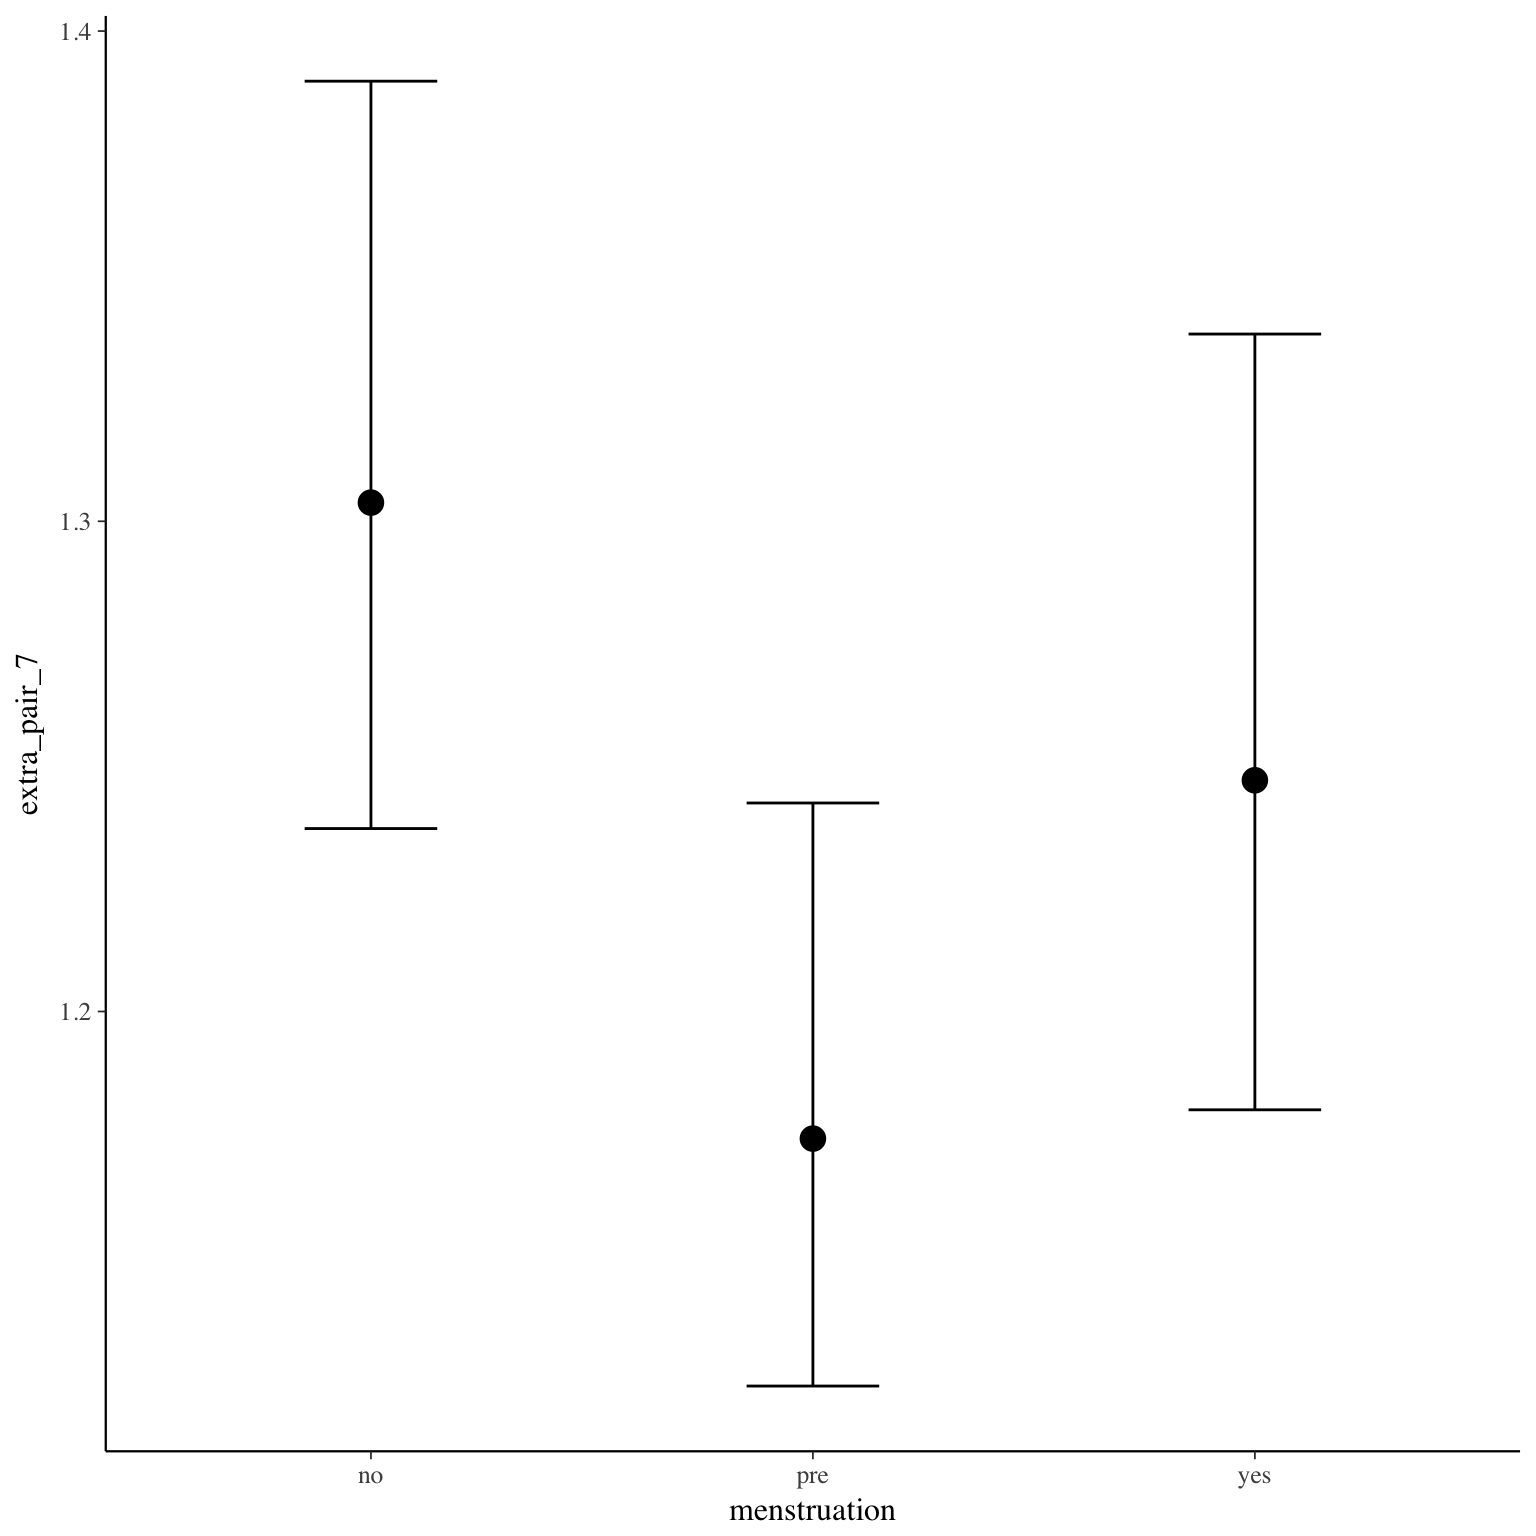 1.4
1.3
1.2
extra_pair_7
no pre yes
menstruation